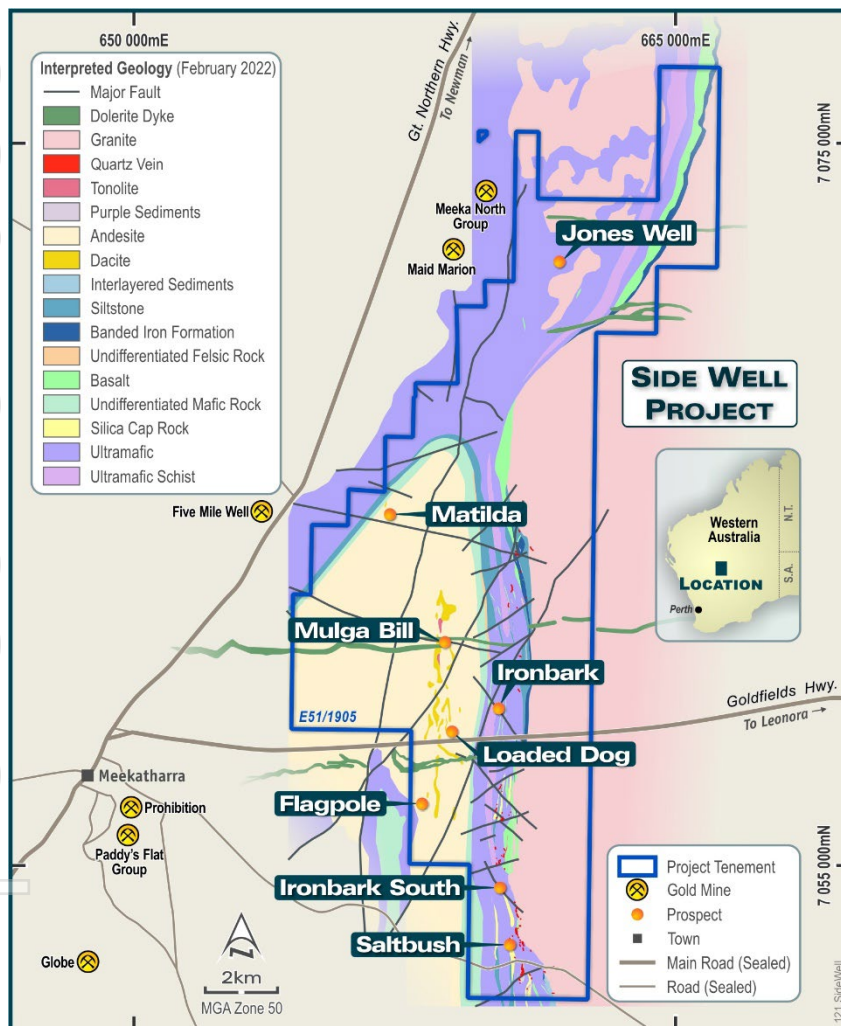 650 000mE
665 000mE
Gt. Northern Hwy.
To Newman
Interpreted Geology (February 2022)
Major Fault
Dolerite Dyke
Granite
Quartz Vein
Tonolite
Purple Sediments
Andesite
Dacite
Interlayered Sediments
Siltstone
Banded Iron Formation
Undifferentiated Felsic Rock
Basalt
Undifferentiated Mafic Rock
Silica Cap Rock
Ultramafic
Ultramafic Schist
7 075 000mN
Meeka North
Group
Maid Marion
Jones Well
SIDE WELL
PROJECT
Five Mile Well
Matilda
Western
Australia
N.T.
S.A.
LOCATION
Perth
Mulga Bill
Ironbark
E51/1905
Goldfields Hwy.
To Leonora
Loaded Dog
Meekatharra
Prohibition
Paddy's Flat
Group
Flagpole
Ironbark South
Saltbush
Globe
N
2km
MGA Zone 50
7 055 000mN
Project Tenement
Gold Mine
Prospect
Town
Main Road (Sealed)
Road (Sealed)
121 SideWell